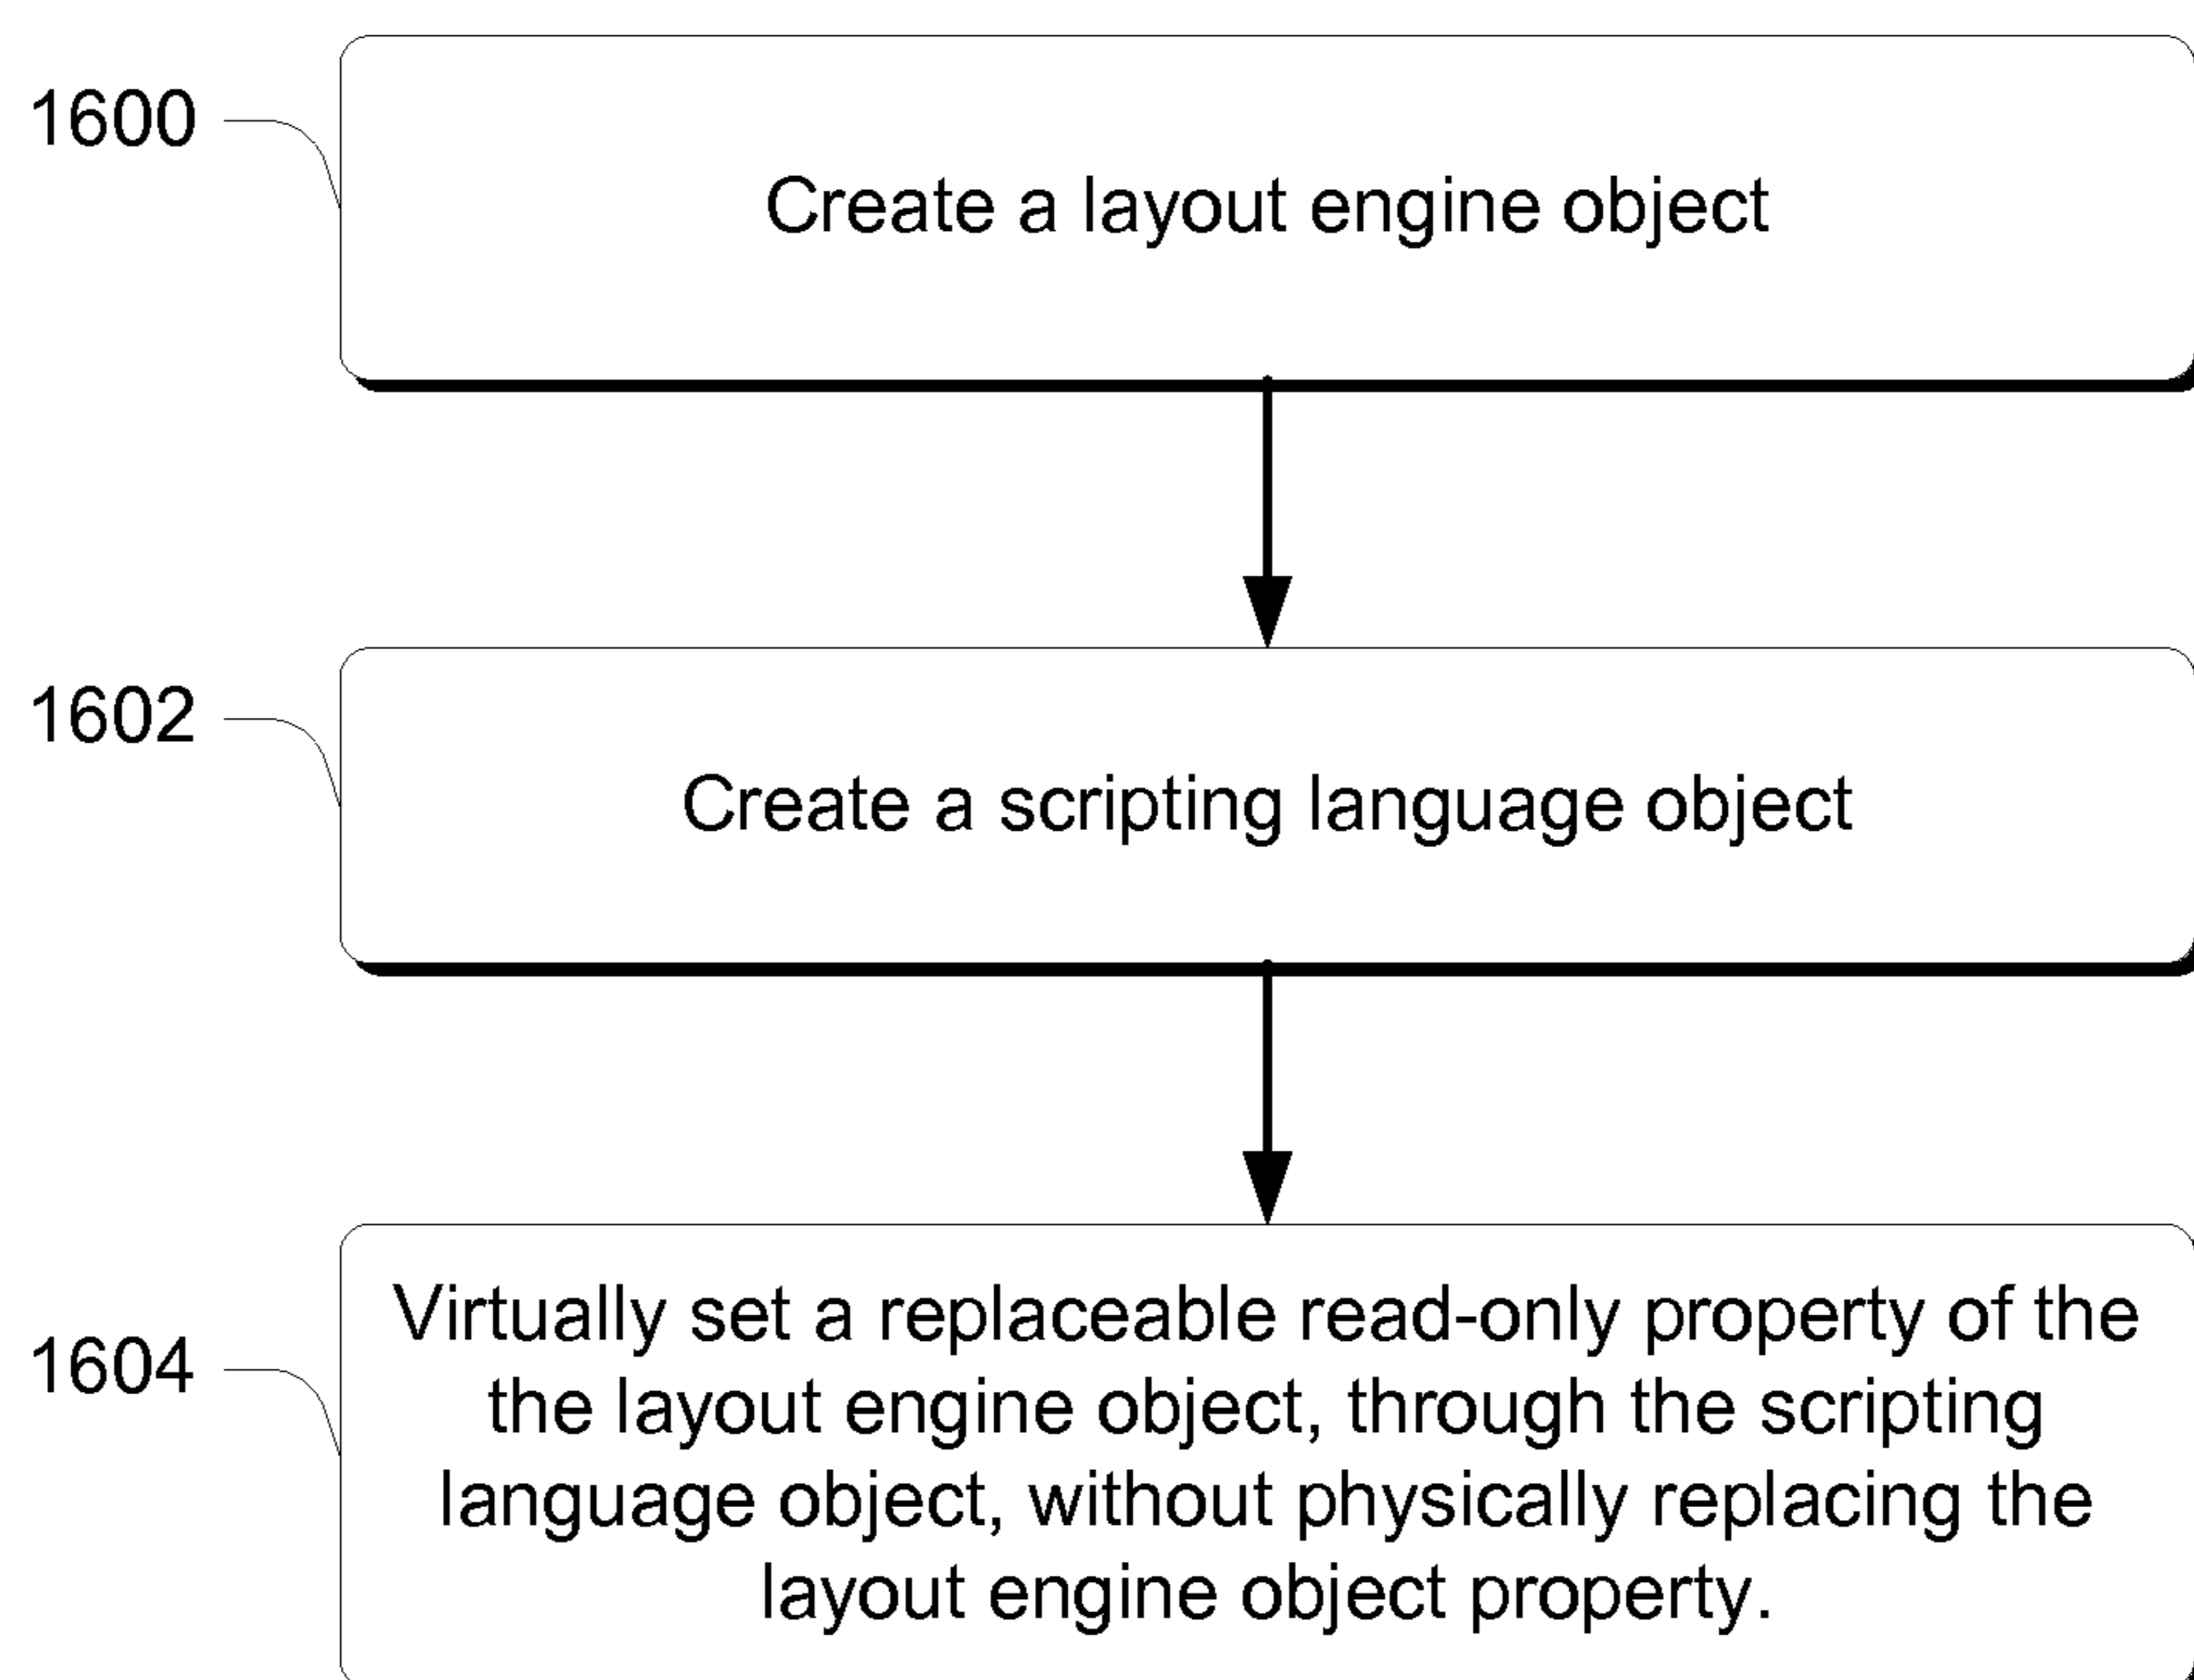 1600
Create a layout engine object
1602
Create a scripting language object
1604
Virtually set a replaceable read-only property of the
the layout engine object, through the scripting
language object, without physically replacing the
layout engine object property.